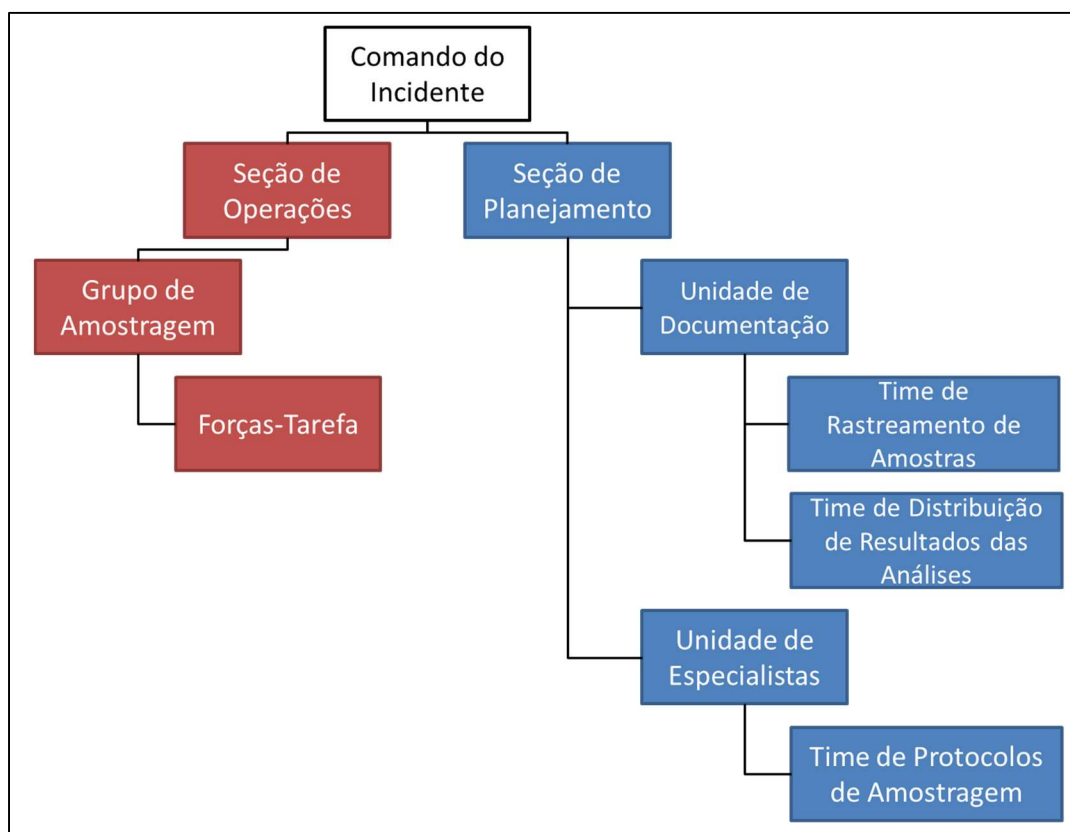 Comando do
Incidente
Seção de
Operações
Seção de
Planejamento
Grupo de
Amostragem
Unidade de
Documentação
Forças-Tarefa
Time de
Rastreamento de
Amostras
Time de Distribuição
de Resultados das
Análises
Unidade de
Especialistas
Time de Protocolos
de Amostragem